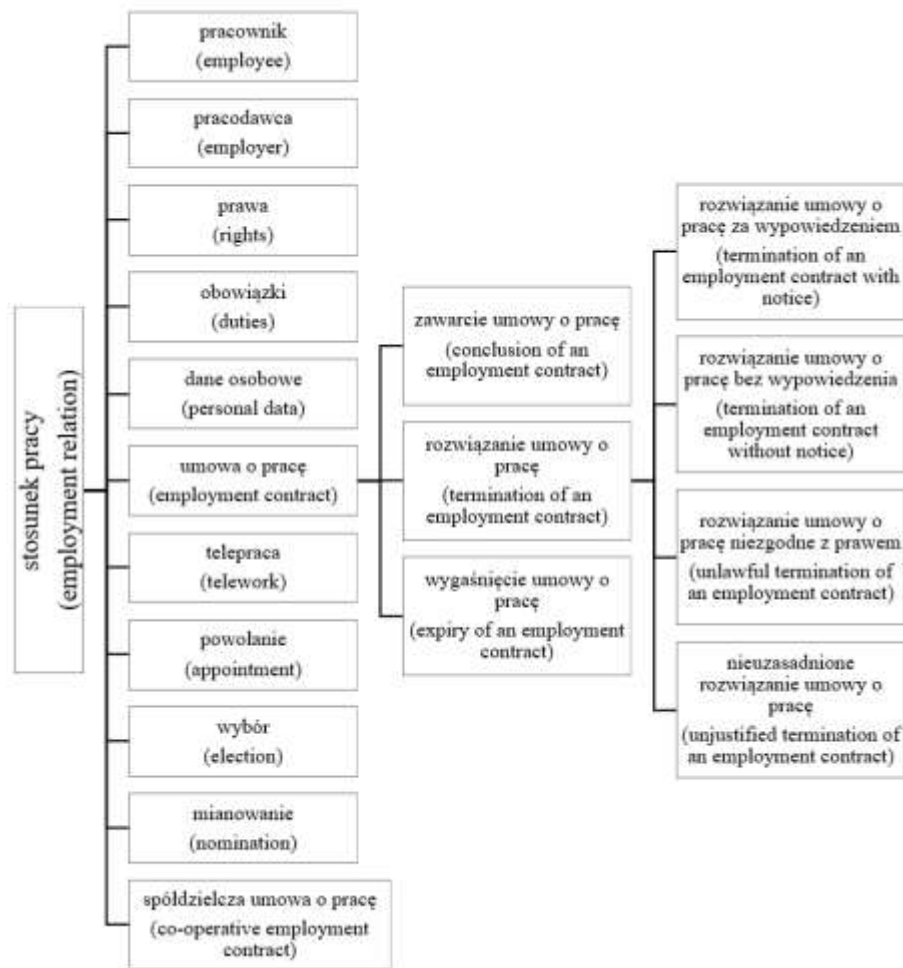 stosunek pracy
(employment relation)
pracownik
(employee)
pracodawca
(employer)
prawa
(rights)
obowiązki
(duties)
dane osobowe
(personal data)
umowa o pracę
(employment contract)
telepraca
(telework)
powołanie
(appointment)
wybór
(election)
mianowanie
(nomination)
spółdzielcza umowa o pracę
(co-operative employment
contract)
zawarcie umowy o pracę
(conclusion of an
employment contract)
rozwiązanie umowy o
pracę
(termination of an
employment contract)
wygaśnięcie umowy o
pracę
(expiry of an employment
contract)
rozwiązanie umowy o
pracę za wypowiedzeniem
(termination of an
employment contract with
notice)
rozwiązanie umowy o
pracę bez wypowiedzenia
(termination of an
employment contract
without notice)
rozwiązanie umowy o
pracę niezgodne z prawem
(unlawful termination of
an employment contract)
nieuzasadnione
rozwiązanie umowy o
pracę
(unjustified termination of
an employment contract)